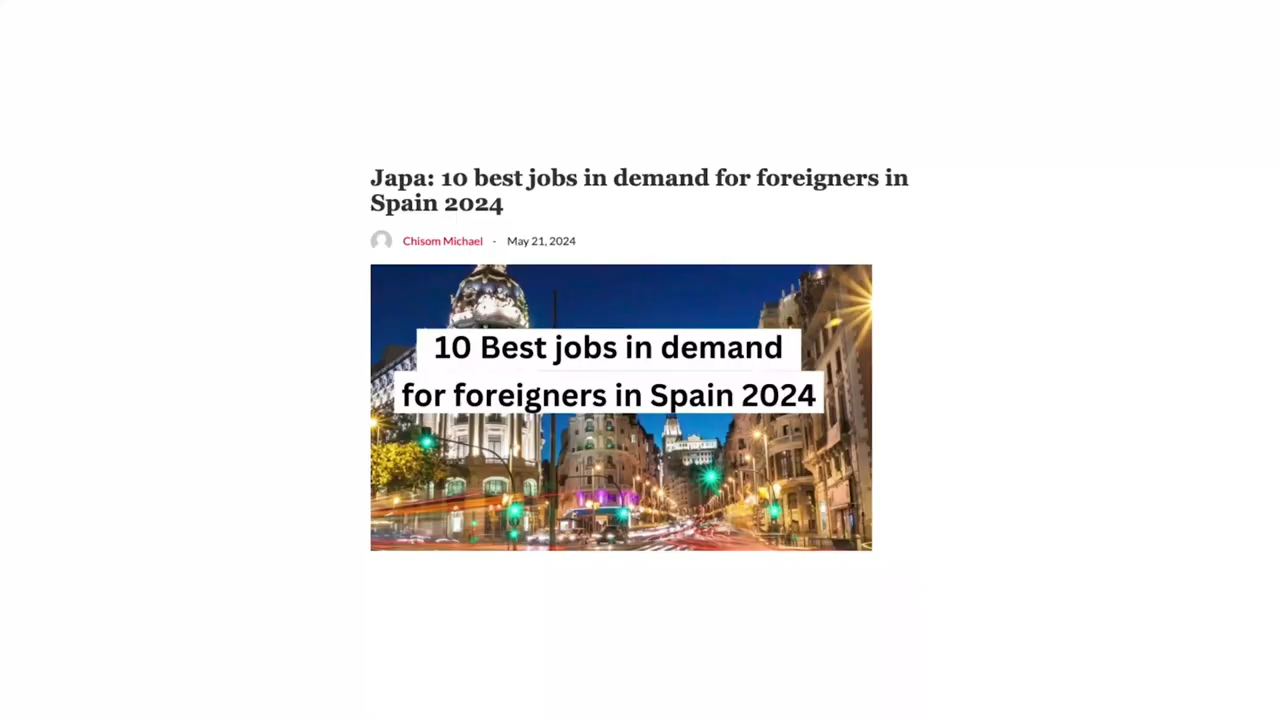 Japa: 10 best jobs in demand for foreigners in
Spain 2024
Chisom Michael - May 21, 2024
10 Best jobs in demand
for foreigners in Spain 2024